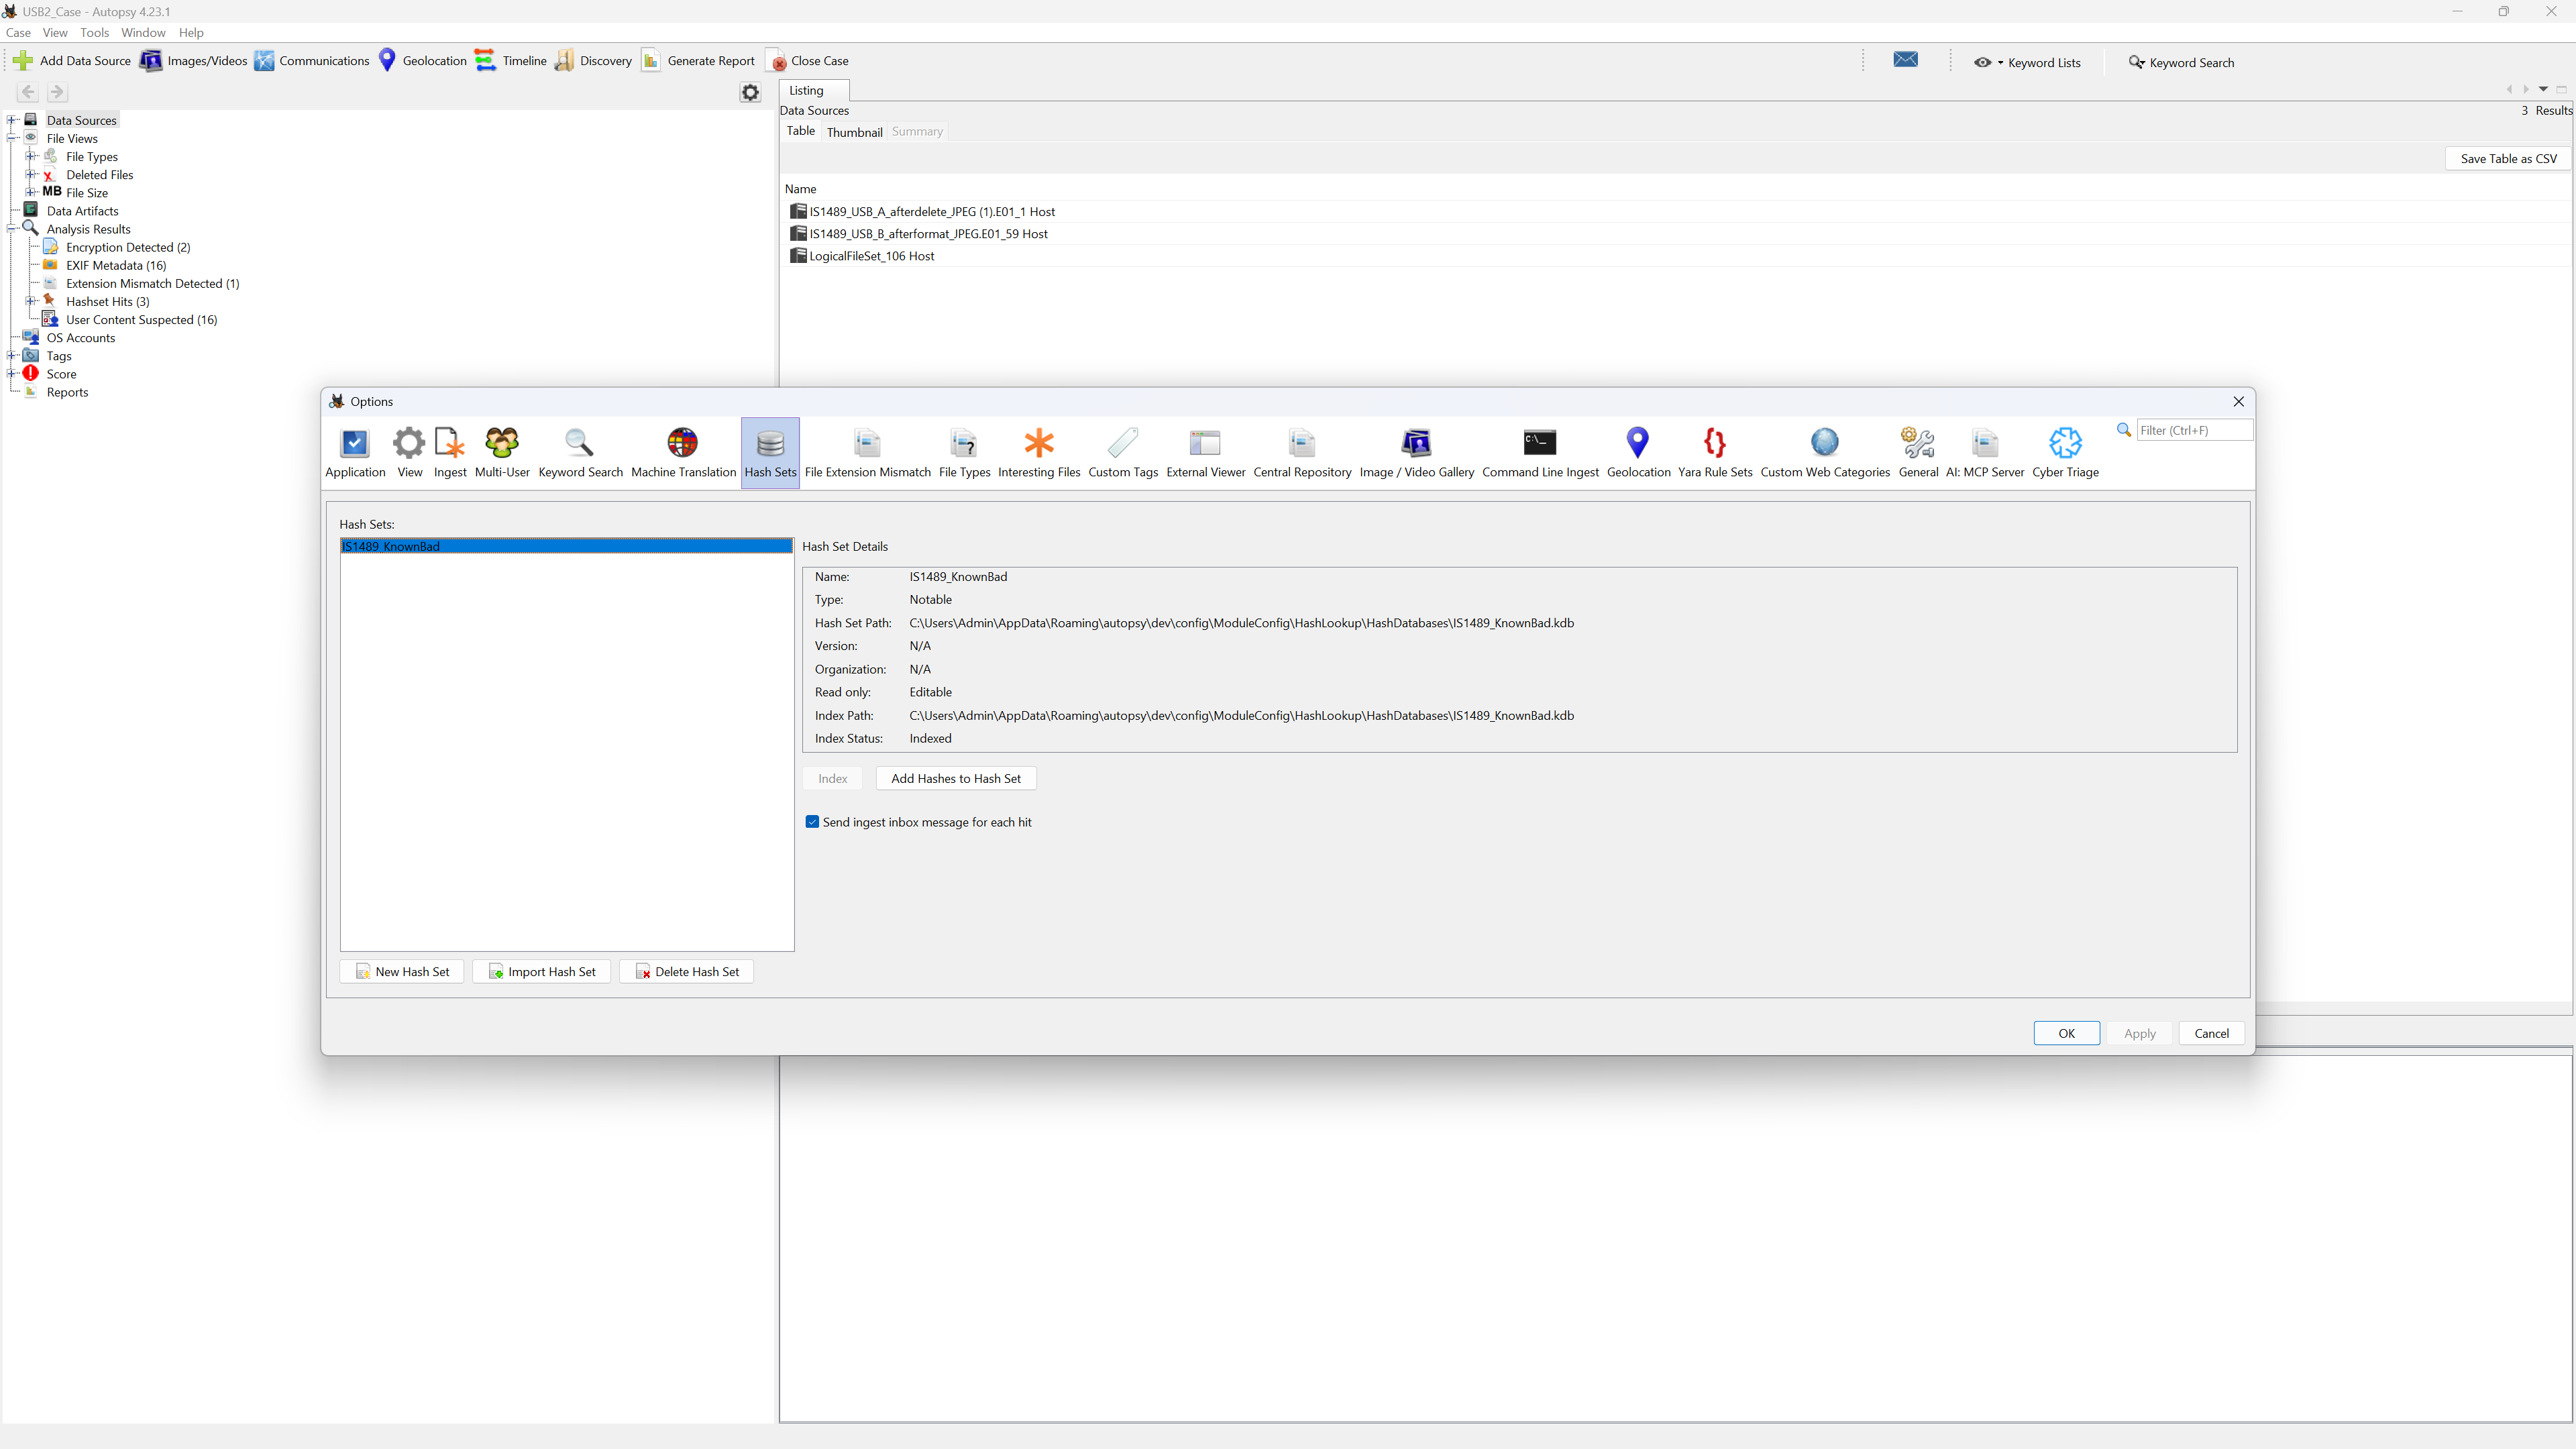 USB2_Case - Autopsy 4.23.1
Case View Tools Window Help
Add Data Source Images/Videos Communications Geolocation Timeline Discovery Generate Report Close Case Keyword Lists Keyword Search
Listing
Data Sources 3 Results
Table Thumbnail Summary
Save Table as CSV
Name
IS1489_USB_A_afterdelete_JPEG (1).E01_1 Host
IS1489_USB_B_afterformat_JPEG.E01_59 Host
LogicalFileSet_106 Host
Data Sources
File Views
File Types
Deleted Files
MB File Size
Data Artifacts
Analysis Results
Encryption Detected (2)
EXIF Metadata (16)
Extension Mismatch Detected (1)
Hashset Hits (3)
User Content Suspected (16)
OS Accounts
Tags
Score
Reports
Options
Filter (Ctrl+F)
Application View Ingest Multi-User Keyword Search Machine Translation Hash Sets File Extension Mismatch File Types Interesting Files Custom Tags External Viewer Central Repository Image / Video Gallery Command Line Ingest Geolocation Yara Rule Sets Custom Web Categories General AI: MCP Server Cyber Triage
Hash Sets:
IS1489_KnownBad
Hash Set Details
Name: IS1489_KnownBad
Type: Notable
Hash Set Path: C:\Users\Admin\AppData\Roaming\autopsy\dev\config\ModuleConfig\HashLookup\HashDatabases\IS1489_KnownBad.kdb
Version: N/A
Organization: N/A
Read only: Editable
Index Path: C:\Users\Admin\AppData\Roaming\autopsy\dev\config\ModuleConfig\HashLookup\HashDatabases\IS1489_KnownBad.kdb
Index Status: Indexed
Index Add Hashes to Hash Set
Send ingest inbox message for each hit
New Hash Set Import Hash Set Delete Hash Set
OK Apply Cancel